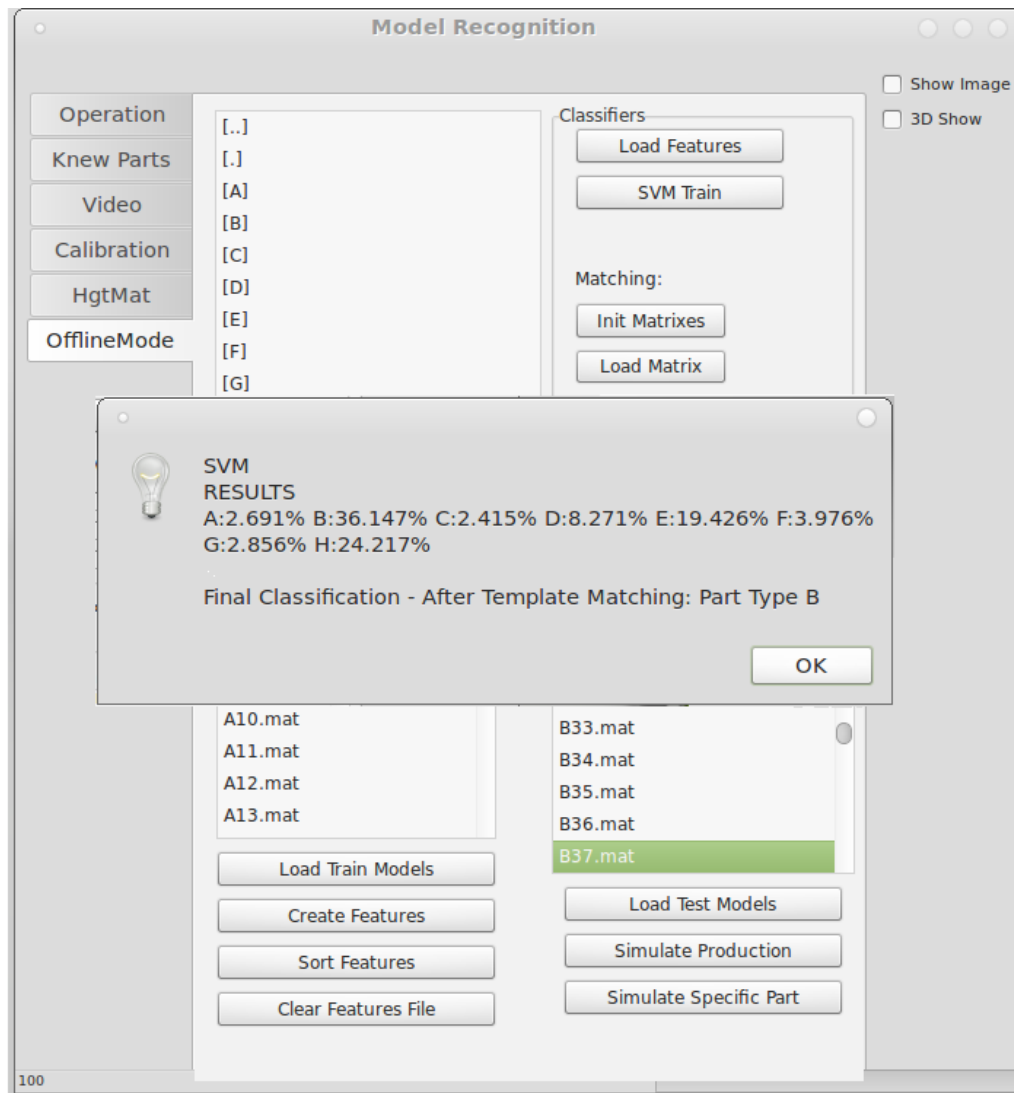 Model Recognition
Show Image
3D Show
Operation
Knew Parts
Video
Calibration
HgtMat
OfflineMode
[..]
[.]
[A]
[B]
[C]
[D]
[E]
[F]
[G]
Classifiers
Load Features
SVM Train
Matching:
Init Matrixes
Load Matrix
SVM
RESULTS
A:2.691% B:36.147% C:2.415% D:8.271% E:19.426% F:3.976%
G:2.856% H:24.217%
Final Classification - After Template Matching: Part Type B
OK
A10.mat
A11.mat
A12.mat
A13.mat
Load Train Models
Create Features
Sort Features
Clear Features File
B33.mat
B34.mat
B35.mat
B36.mat
B37.mat
Load Test Models
Simulate Production
Simulate Specific Part
100